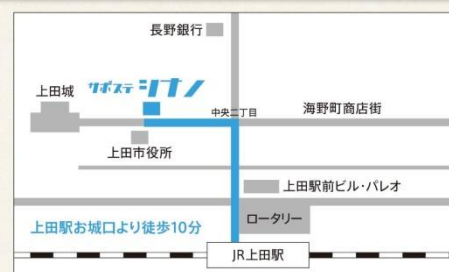 長野銀行
サポステ シナノ
上田城
中央二丁目
海野町商店街
上田市役所
上田駅前ビル・パレオ
上田駅お城口より徒歩10分
ロータリー
JR上田駅